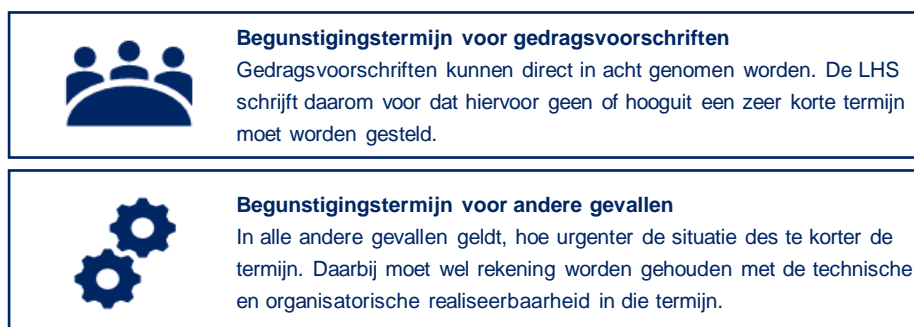 Begunstigingstermijn voor gedragsvoorschriften
Gedragsvoorschriften kunnen direct in acht genomen worden. De LHS
schrijft daarom voor dat hiervoor geen of hooguit een zeer korte termijn
moet worden gesteld.
Begunstigingstermijn voor andere gevallen
In alle andere gevallen geldt, hoe urgenter de situatie des te korter de
termijn. Daarbij moet wel rekening worden gehouden met de technische
en organisatorische realiseerbaarheid in die termijn.